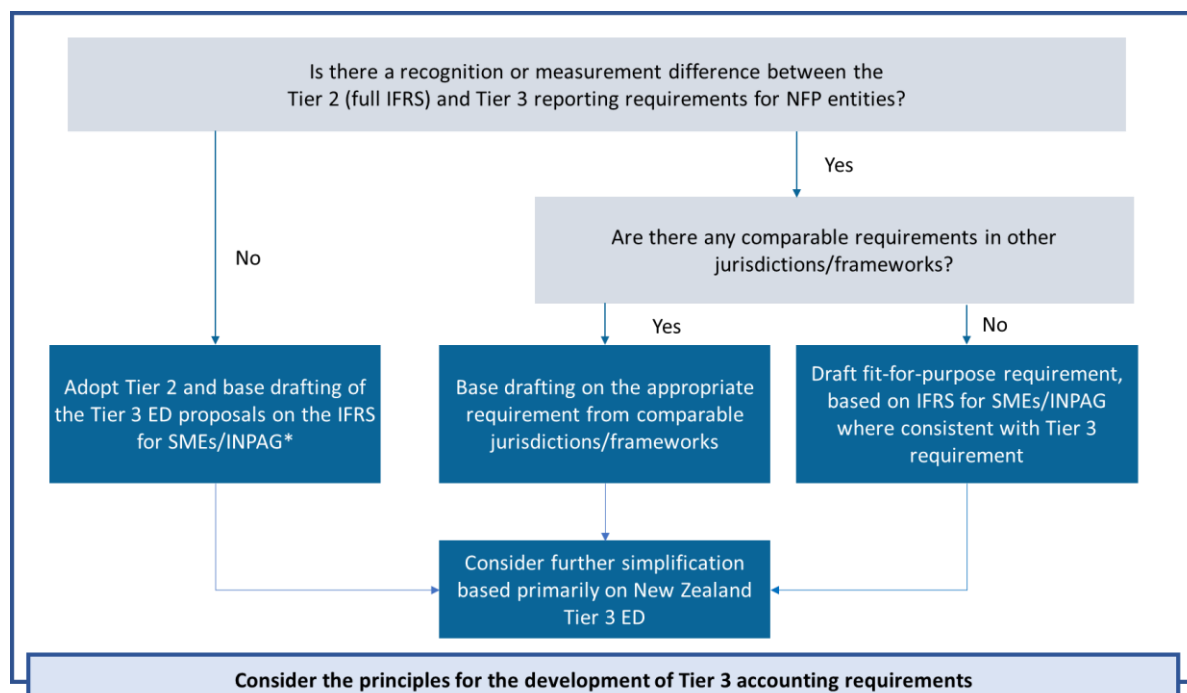 Is there a recognition or measurement difference between the
Tier 2 (full IFRS) and Tier 3 reporting requirements for NFP entities?
Yes
Are there any comparable requirements in other
jurisdictions/frameworks?
No
Yes
No
Adopt Tier 2 and base drafting of
the Tier 3 ED proposals on the IFRS
for SMEs/INPAG*
Base drafting on the appropriate
requirement from comparable
jurisdictions/frameworks
Draft fit-for-purpose requirement,
based on IFRS for SMEs/INPAG
where consistent with Tier 3
requirement
Consider further simplification
based primarily on New Zealand
Tier 3 ED
Consider the principles for the development of Tier 3 accounting requirements